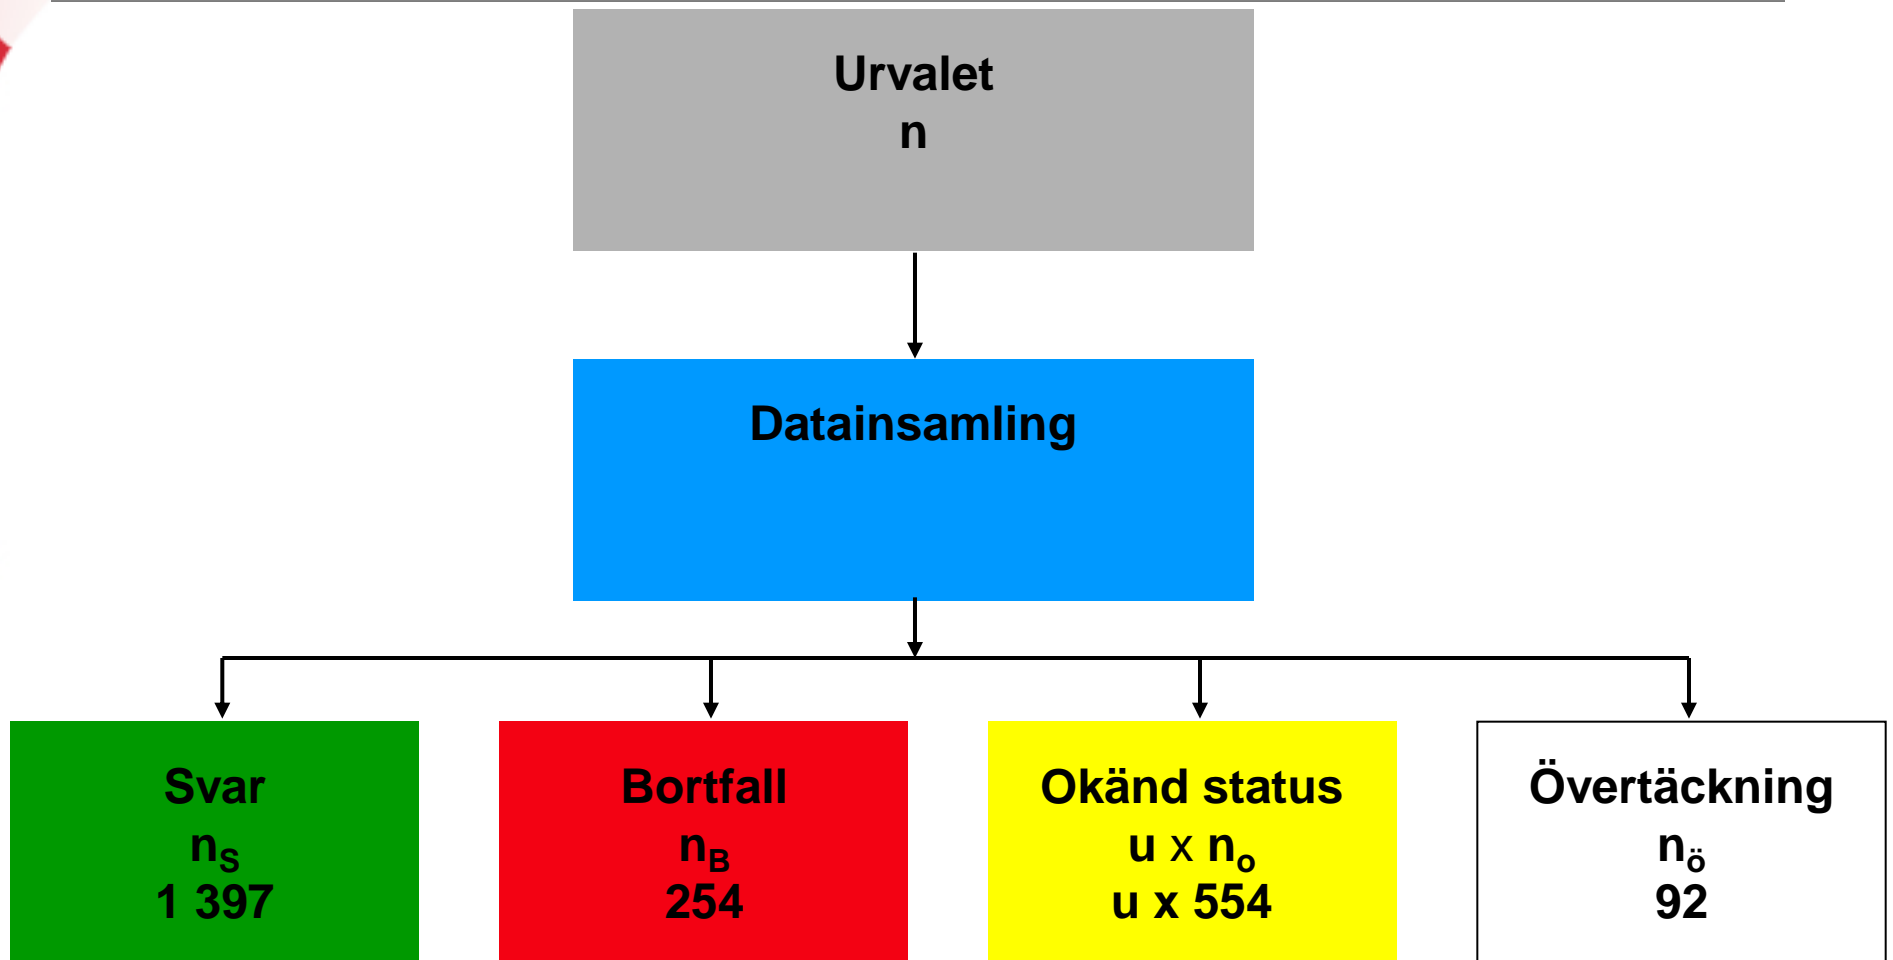 Urvalet
n
Datainsamling
Svar
nS
1 397
Bortfall
nB
254
Okänd status
u x no
u x 554
Övertäckning
nö
92